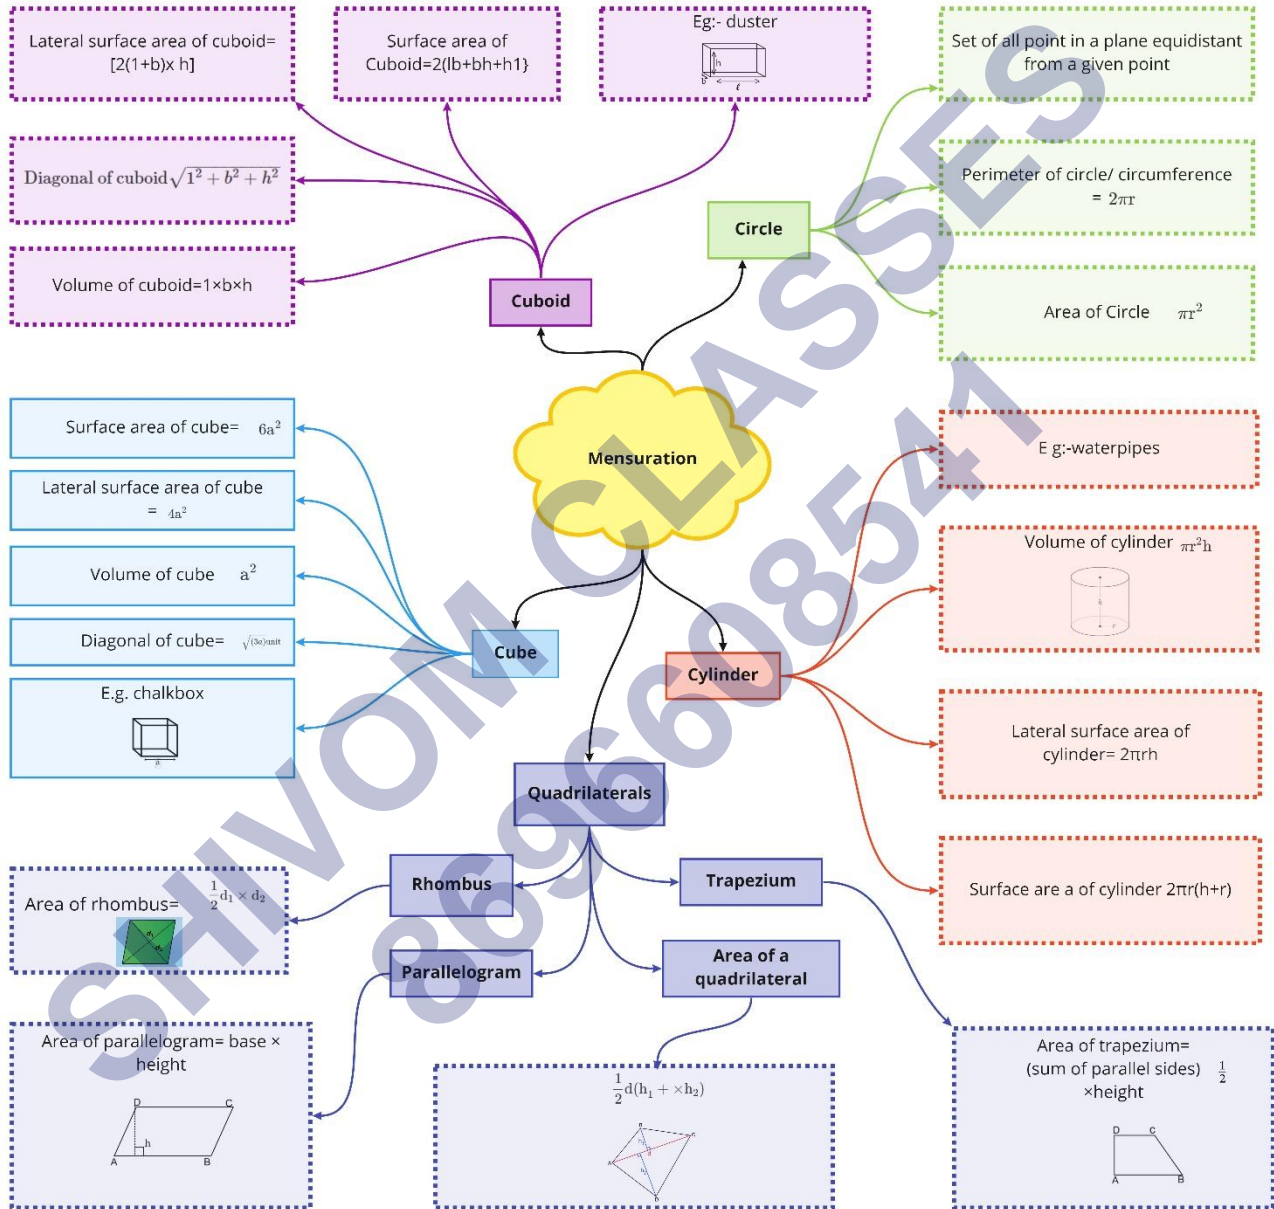 Lateral surface area of cuboid=
[2(1+b)× h]
Surface area of
Cuboid=2(lb+bh+h1}
Eg:- duster
h
b
ℓ
Set of all point in a plane equidistant
from a given point
Diagonal of cuboid√1² + b² + h²
Perimeter of circle/ circumference
= 2πr
Circle
Volume of cuboid=1×b×h
Cuboid
Area of Circle πr²
Mensuration
Surface area of cube= 6a²
Lateral surface area of cube
= 4a²
Volume of cube a²
Diagonal of cube= √(3a)unit
E.g. chalkbox
a
Cube
E g:-waterpipes
Volume of cylinder πr²h
h
r
Cylinder
Lateral surface area of
cylinder= 2πrh
Surface are a of cylinder 2πr(h+r)
Quadrilaterals
Rhombus
Trapezium
Area of rhombus= 1/2 d₁ × d₂
d₁
d₂
Parallelogram
Area of a
quadrilateral
Area of parallelogram= base ×
height
D C
h
A B
1/2 d(h₁ + ×h₂)
Area of trapezium=
(sum of parallel sides) 1/2
×height
D C
A B
SHIVOM CLASSES
8696608541